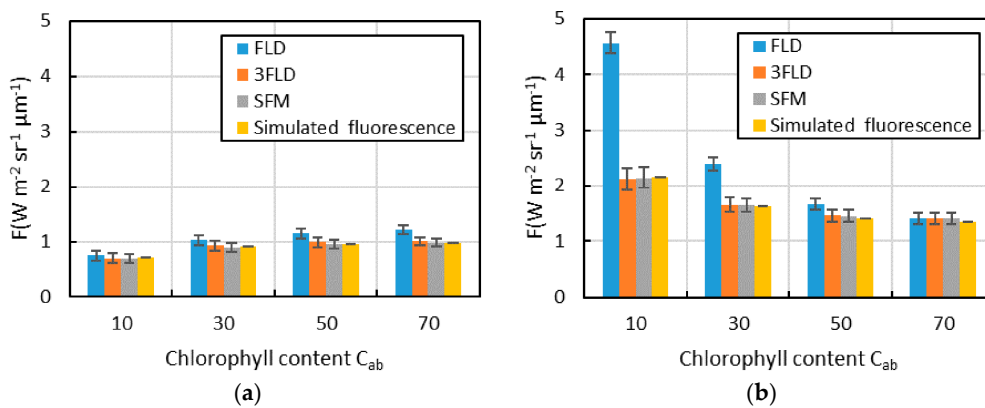 5
4
3
2
1
0
F(W m⁻² sr⁻¹ μm⁻¹)
FLD
3FLD
SFM
Simulated fluorescence
10 30 50 70
Chlorophyll content Cab
(a)
5
4
3
2
1
0
F(W m⁻² sr⁻¹ μm⁻¹)
FLD
3FLD
SFM
Simulated fluorescence
10 30 50 70
Chlorophyll content Cab
(b)